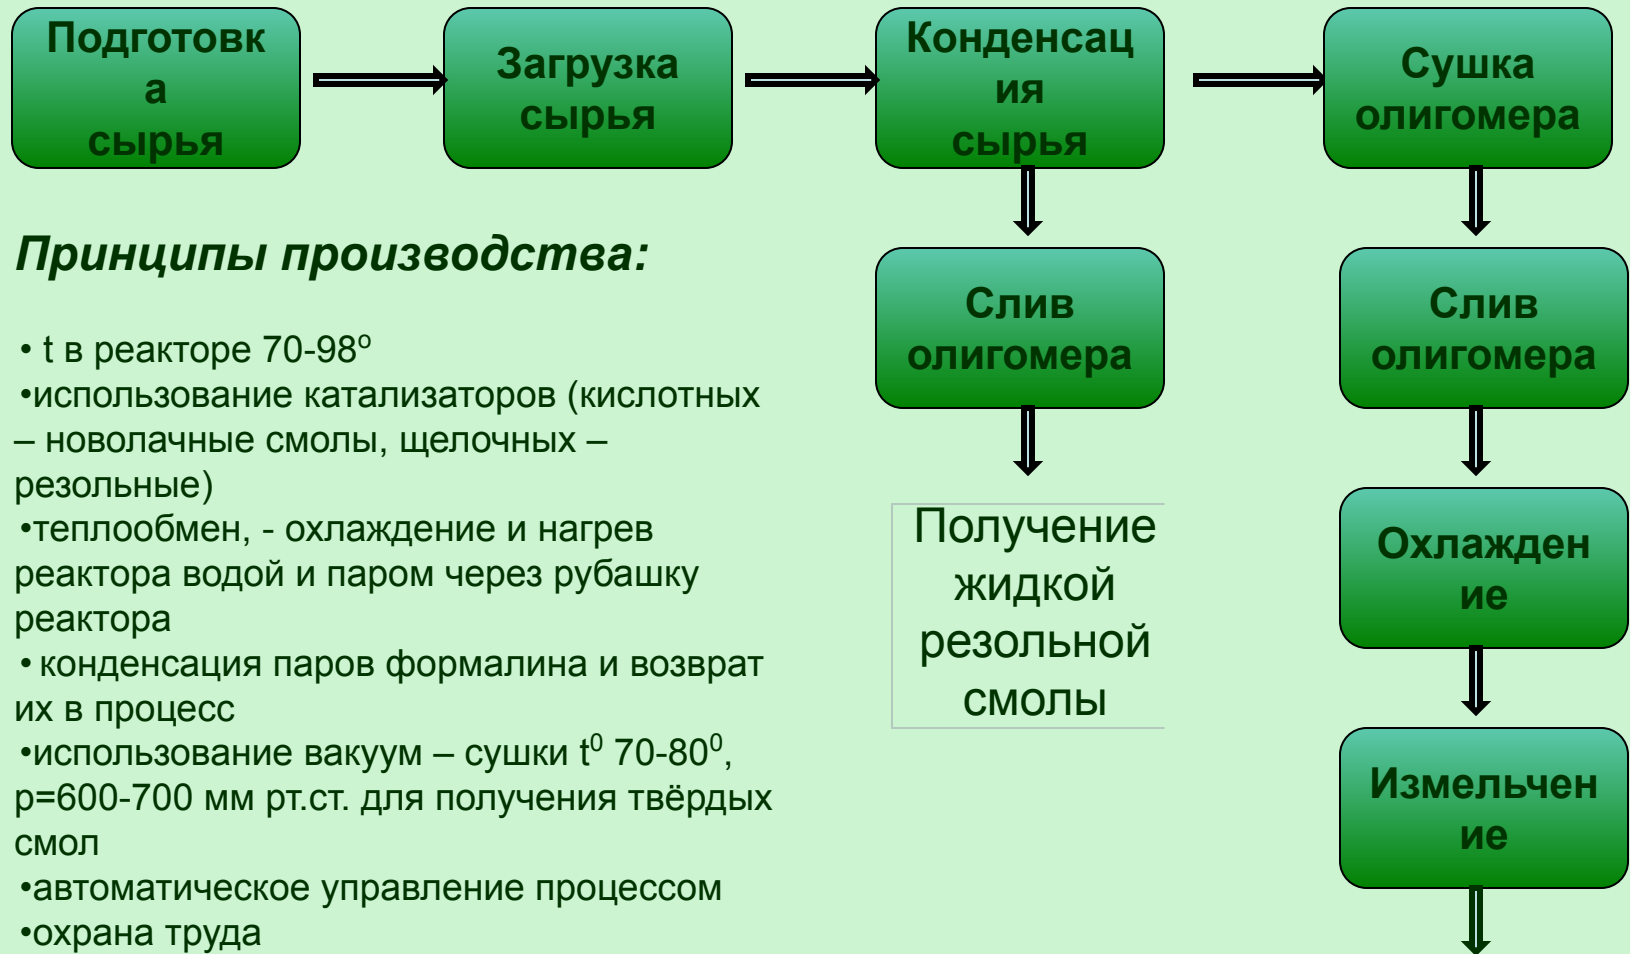 Подготовк
а
сырья
Загрузка
сырья
Конденсац
ия
сырья
Сушка
олигомера
Принципы производства:
• t в реакторе 70-98º
•использование катализаторов (кислотных
– новолачные смолы, щелочных –
резольные)
•теплообмен, - охлаждение и нагрев
реактора водой и паром через рубашку
реактора
• конденсация паров формалина и возврат
их в процесс
•использование вакуум – сушки t⁰ 70-80⁰,
р=600-700 мм рт.ст. для получения твёрдых
смол
•автоматическое управление процессом
•охрана труда
Слив
олигомера
Получение
жидкой
резольной
смолы
Слив
олигомера
Охлажден
ие
Измельчен
ие